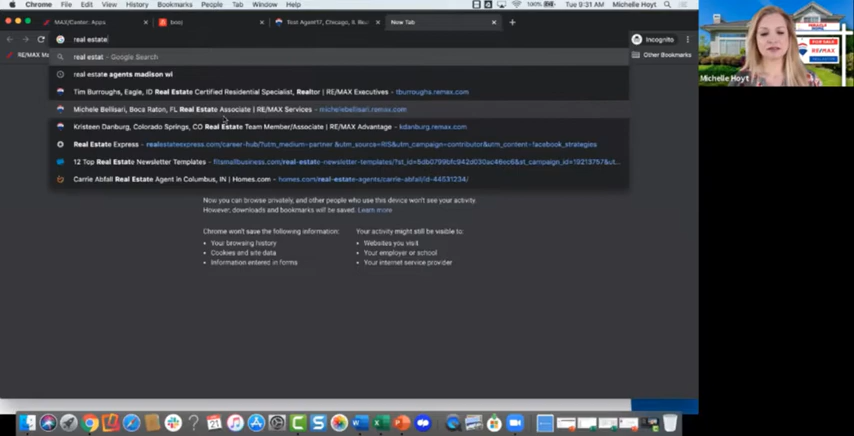 Chrome File Edit View History Bookmarks People Tab Window Help 100% Tue 9:31 AM Michelle Hoyt
MAX/Center: Apps × booj × Test Agent17, Chicago, IL Rea × New Tab ×
real estate Incognito
RE/MAX Ma Other Bookmarks
real estat - Google Search
real estate agents madison wi
Tim Burroughs, Eagle, ID Real Estate Certified Residential Specialist, Realtor | RE/MAX Executives - tburroughs.remax.com
Michele Bellisari, Boca Raton, FL Real Estate Associate | RE/MAX Services - michelebellisari.remax.com
Kristeen Danburg, Colorado Springs, CO Real Estate Team Member/Associate | RE/MAX Advantage - kdanburg.remax.com
Real Estate Express - realestateexpress.com/career-hub/?utm_medium=partner &utm_source=RIS&utm_campaign=contributor&utm_content=facebook_strategies
12 Top Real Estate Newsletter Templates - fitsmallbusiness.com/real-estate-newsletter-templates/
Carrie Abfall Real Estate Agent in Columbus, IN | Homes.com - homes.com/real-estate-agents/carrie-abfall/id-44531234/
Now you can browse privately, and other people who use this device won't see your activity.
However, downloads and bookmarks will be saved. Learn more
Chrome won't save the following information:
• Your browsing history
• Cookies and site data
• Information entered in forms
Your activity might still be visible to:
• Websites you visit
• Your employer or school
• Your internet service provider
21
Michelle Hoyt
RE/MAX